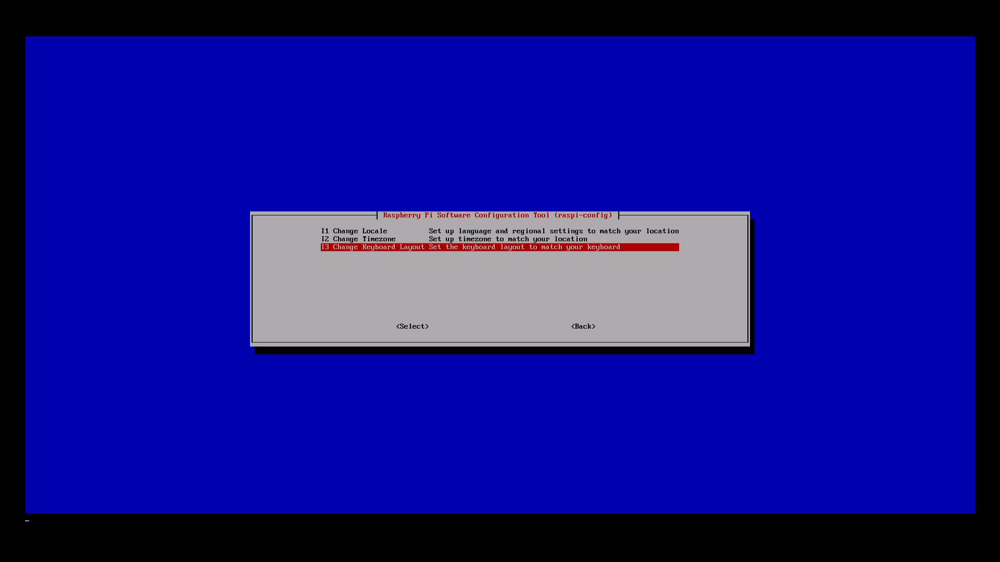 Raspberry Pi Software Configuration Tool (raspi-config)
I1 Change Locale Set up language and regional settings to match your location
I2 Change Timezone Set up timezone to match your location
I3 Change Keyboard Layout Set the keyboard layout to match your keyboard
<Select> <Back>